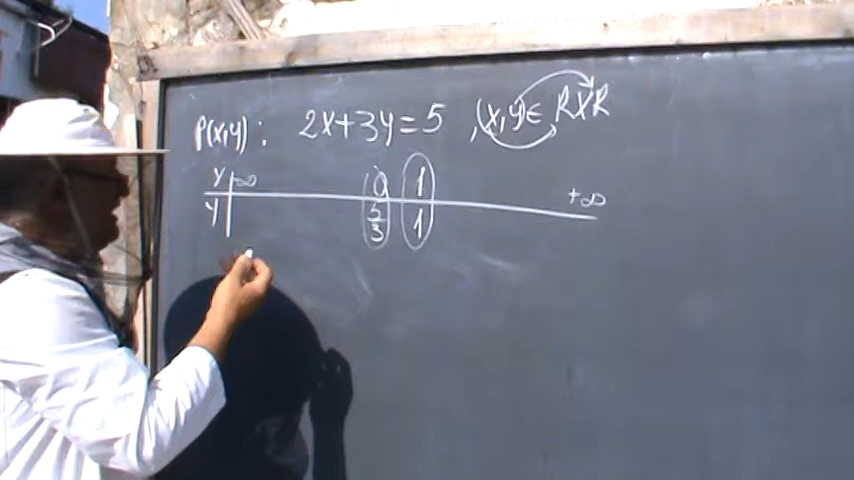 P(x,y): 2x+3y=5 ,(x,y)∈ R×R
x -∞ 0 1 +∞
y 5/3 1